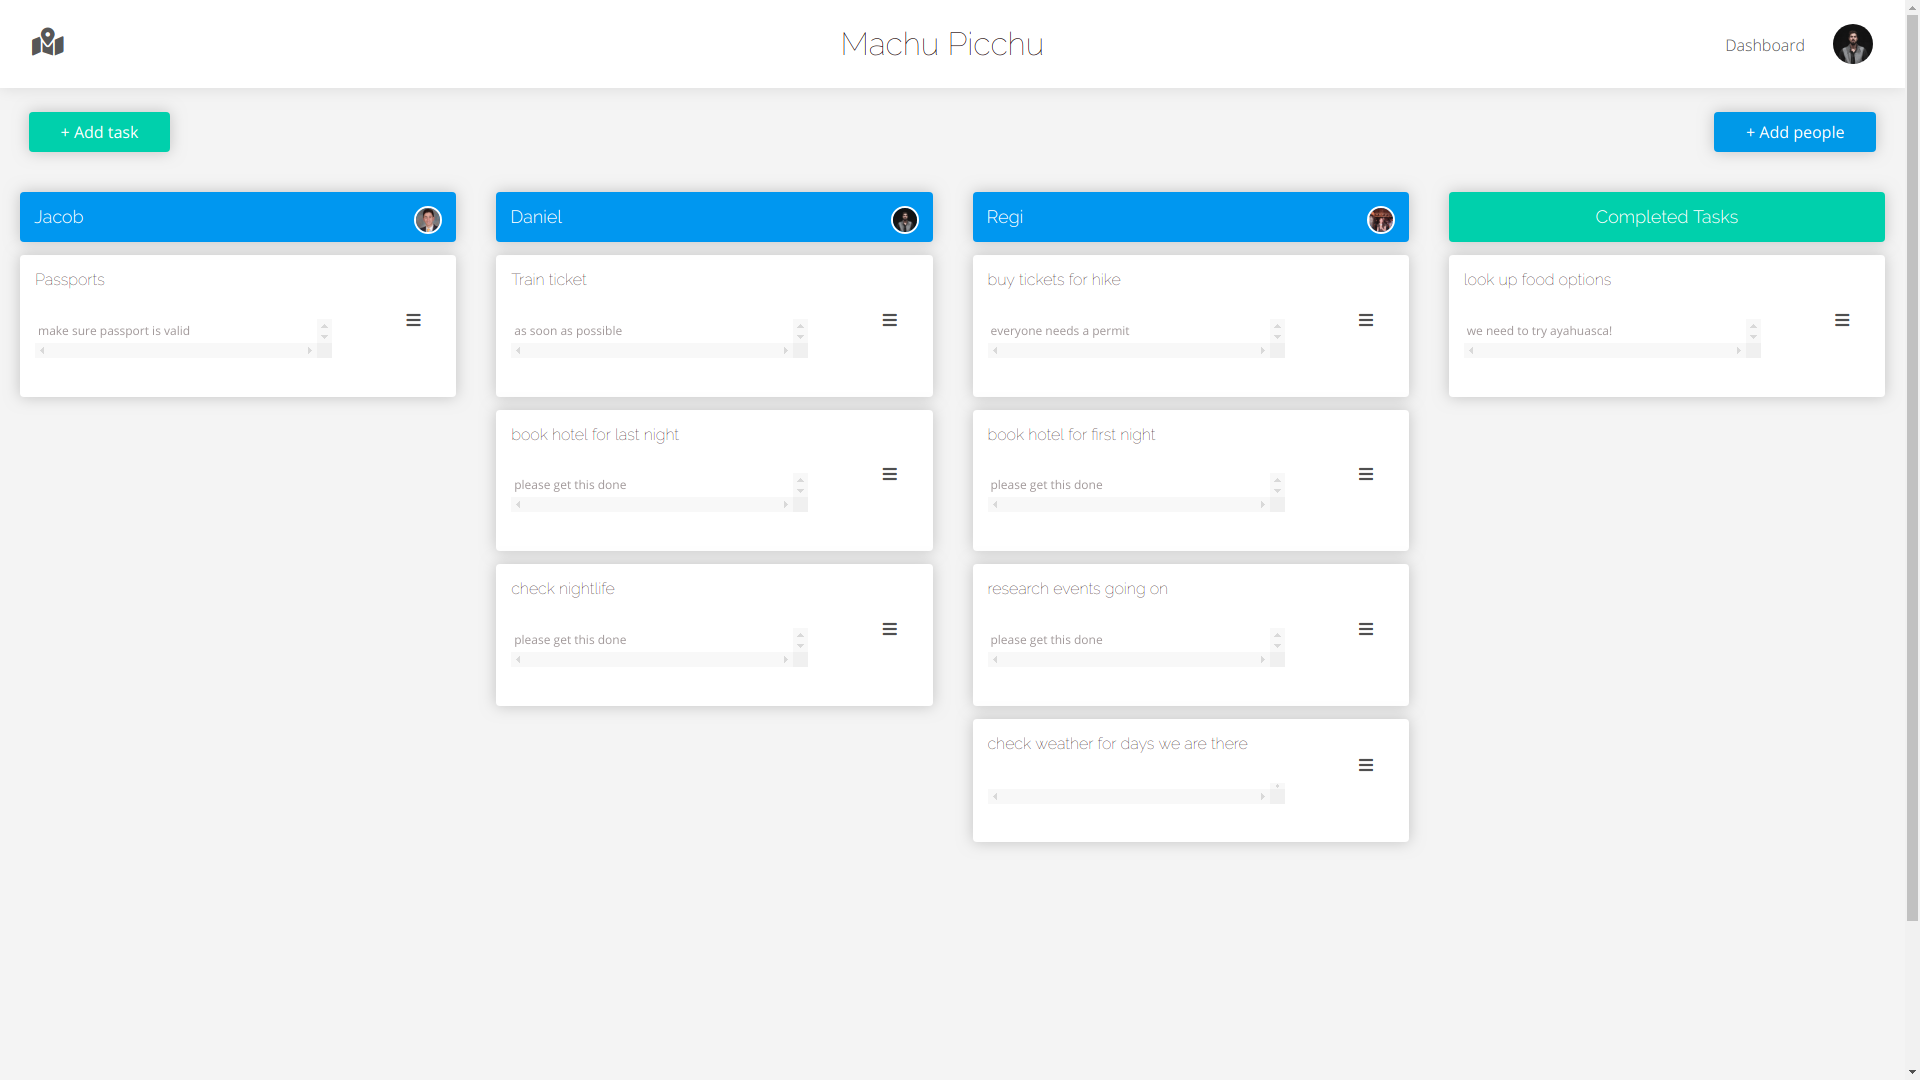 Machu Picchu
Dashboard
+ Add task
+ Add people
Jacob
Passports
make sure passport is valid
Daniel
Train ticket
as soon as possible
book hotel for last night
please get this done
check nightlife
please get this done
Regi
buy tickets for hike
everyone needs a permit
book hotel for first night
please get this done
research events going on
please get this done
check weather for days we are there
Completed Tasks
look up food options
we need to try ayahuasca!